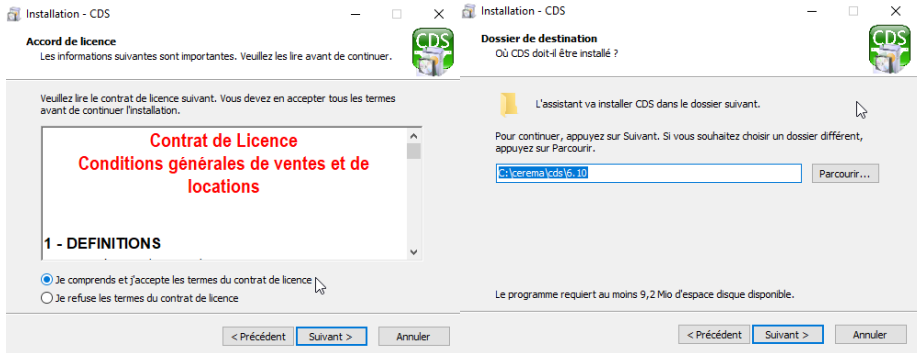 Installation - CDS
Accord de licence
Les informations suivantes sont importantes. Veuillez les lire avant de continuer.
CDS
Veuillez lire le contrat de licence suivant. Vous devez en accepter tous les termes
avant de continuer l'installation.
Contrat de Licence
Conditions générales de ventes et de
locations
1 - DEFINITIONS
Je comprends et j'accepte les termes du contrat de licence
Je refuse les termes du contrat de licence
< Précédent
Suivant >
Annuler
Installation - CDS
Dossier de destination
Où CDS doit-il être installé ?
CDS
L'assistant va installer CDS dans le dossier suivant.
Pour continuer, appuyez sur Suivant. Si vous souhaitez choisir un dossier différent,
appuyez sur Parcourir.
C:\cerema\cds\6.10
Parcourir...
Le programme requiert au moins 9,2 Mio d'espace disque disponible.
< Précédent
Suivant >
Annuler